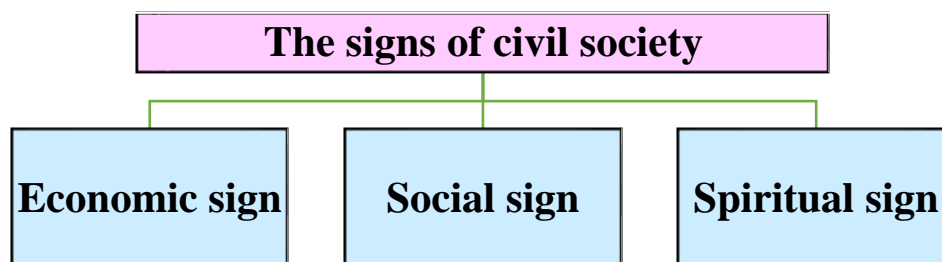 The signs of civil society
Economic sign
Social sign
Spiritual sign